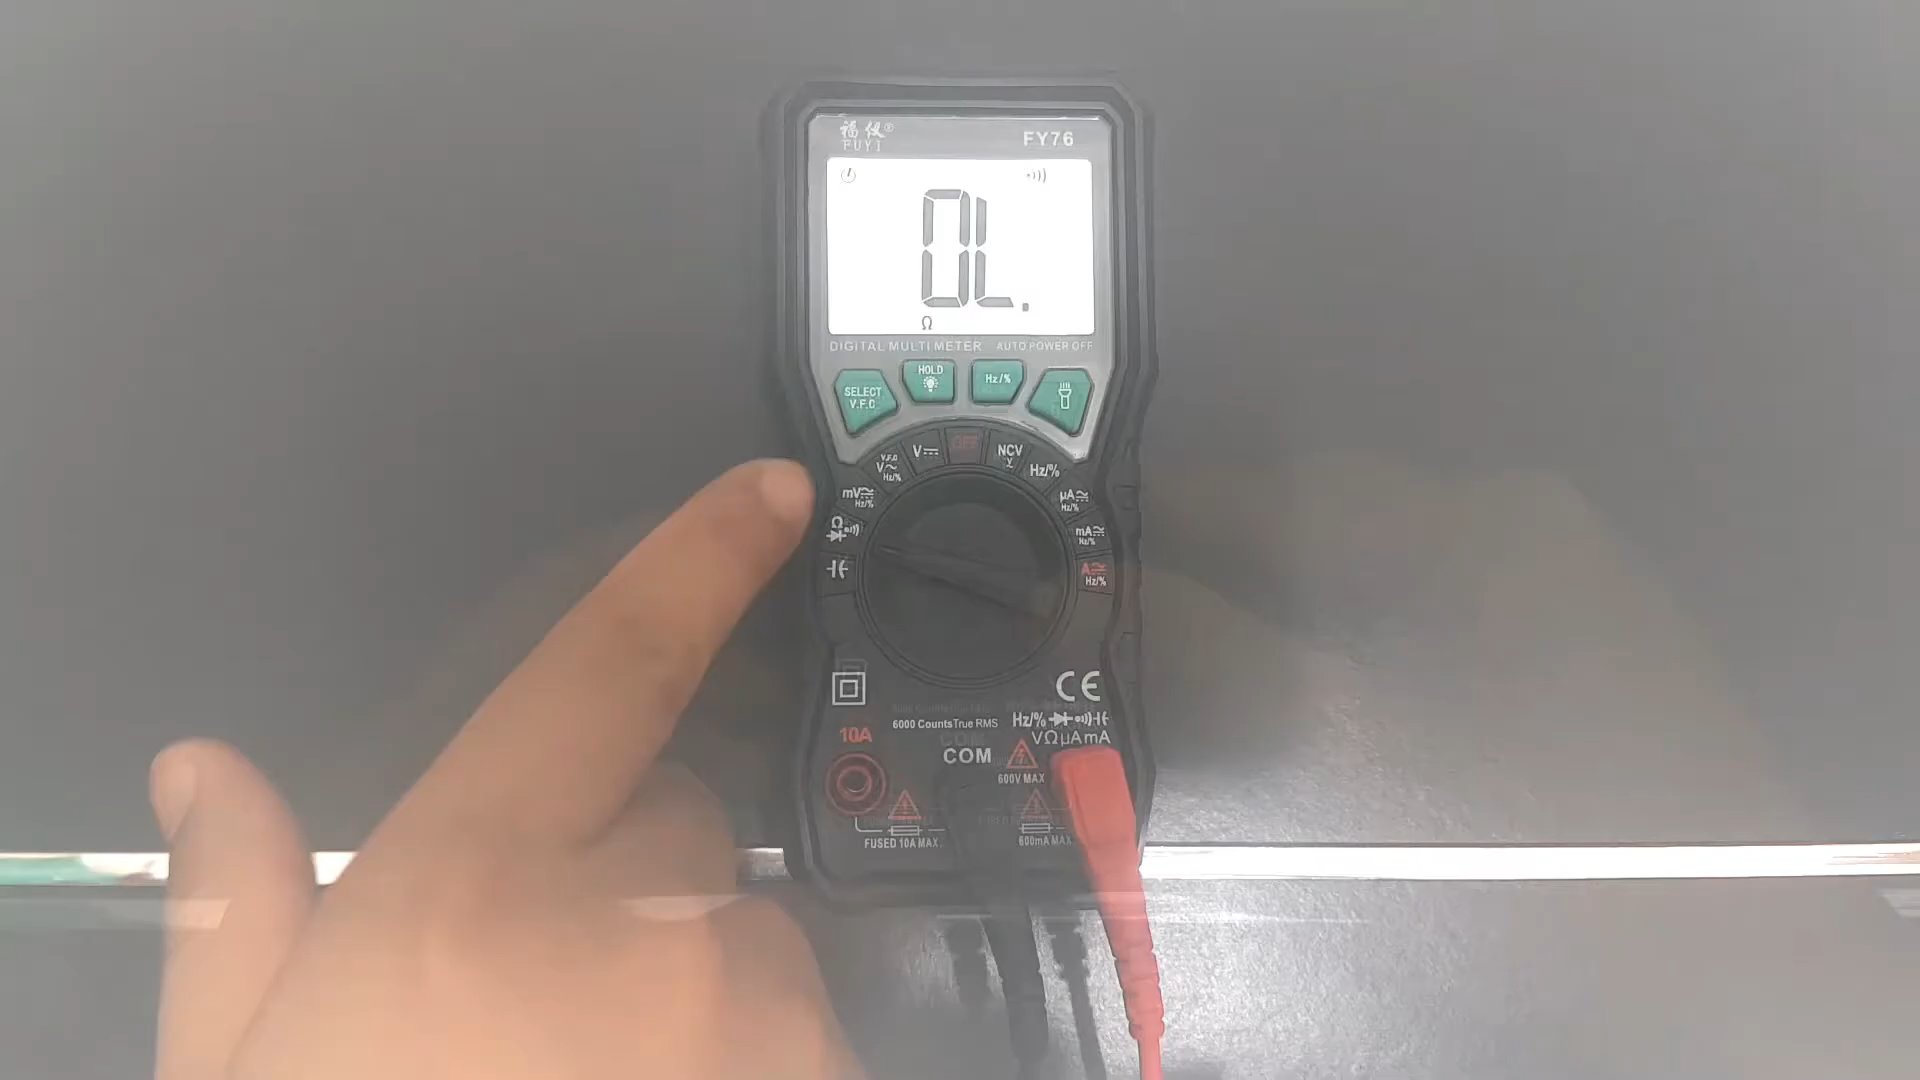 福仪®
FUYI
FY76
0L.
Ω
DIGITAL MULTIMETER
AUTO POWER OFF
SELECT
V.F.C
HOLD
Hz/%
OFF
V
V.F.C
V~
Hz/%
mV
Hz/%
Ω
NCV
Hz/%
µA
Hz/%
mA
Hz/%
A
Hz/%
CE
6000 Counts True RMS
Hz/%
VΩµAmA
10A
COM
600V MAX
FUSED 10A MAX.
600mA MAX